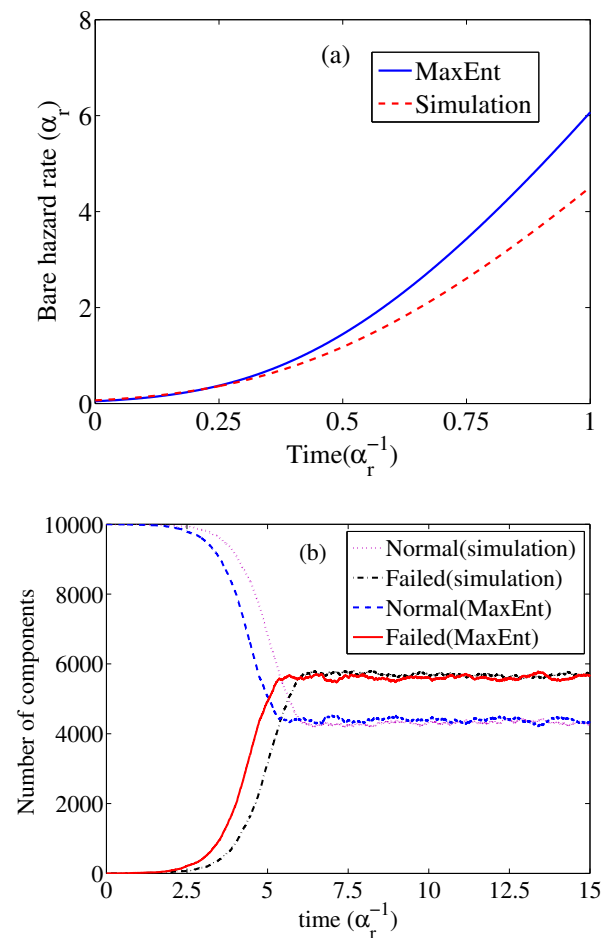 8
(a)
MaxEnt
Simulation
6
4
2
0
Bare hazard rate (α_r)
0 0.25 0.5 0.75 1
Time(α_r^{-1})
10000
(b)
Normal(simulation)
Failed(simulation)
Normal(MaxEnt)
Failed(MaxEnt)
8000
6000
4000
2000
0
Number of components
0 2.5 5 7.5 10 12.5 15
time (α_r^{-1})